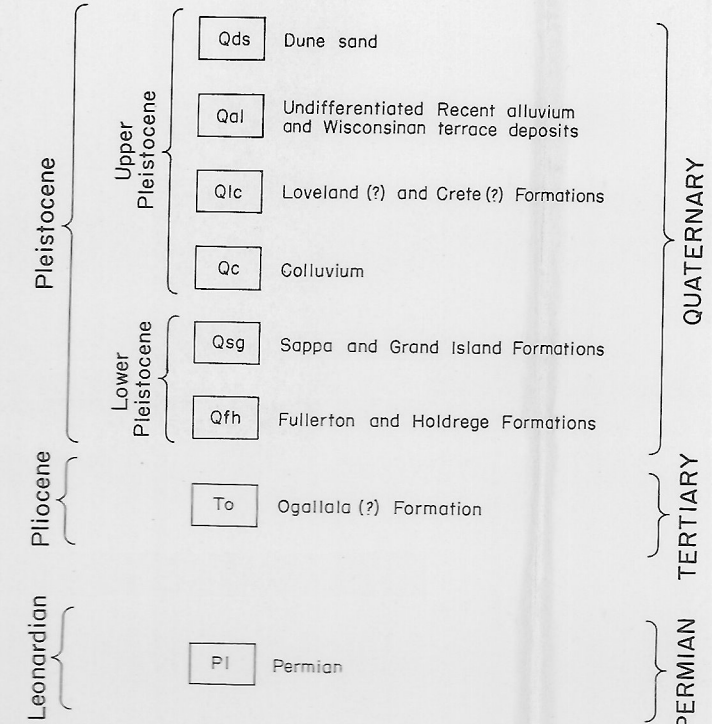 Pleistocene
Upper
Pleistocene
Qds Dune sand
Qal Undifferentiated Recent alluvium
and Wisconsinan terrace deposits
Qlc Loveland (?) and Crete (?) Formations
Qc Colluvium
Lower
Pleistocene
Qsg Sappa and Grand Island Formations
Qfh Fullerton and Holdrege Formations
QUATERNARY
Pliocene
To Ogallala (?) Formation
TERTIARY
Leonardian
Pl Permian
PERMIAN